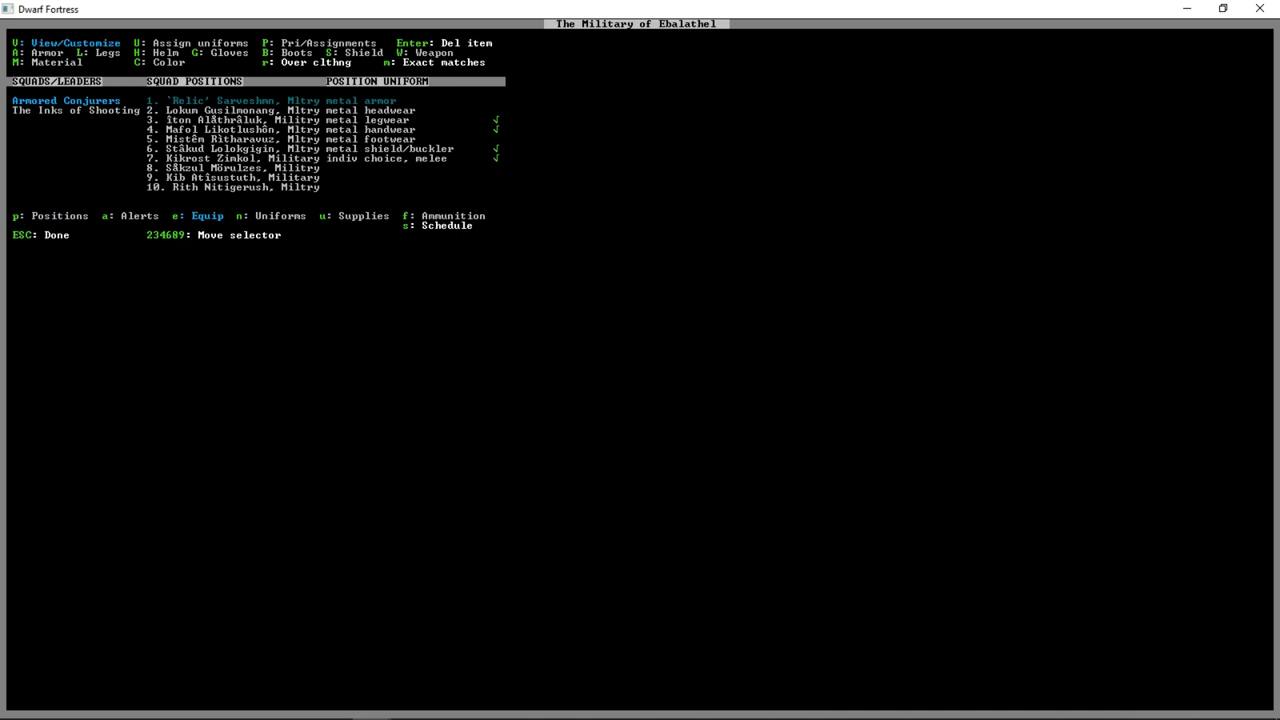 Dwarf Fortress
The Military of Ebalathel
V: View/Customize U: Assign uniforms P: Pri/Assignments Enter: Del item
A: Armor L: Legs H: Helm G: Gloves B: Boots S: Shield W: Weapon
M: Material C: Color r: Over clthng m: Exact matches
SQUADS/LEADERS SQUAD POSITIONS POSITION UNIFORM
Armored Conjurers 1. `Relic' Sarveshmn, Mltry metal armor
The Inks of Shooting 2. Lokum Gusilmonang, Mltry metal headwear
3. Îton Alåthrâluk, Militry metal legwear √
4. Mafol Likotlushôn, Mltry metal handwear √
5. Mistêm Ritharavuz, Mltry metal footwear
6. Stâkud Lolokgigin, Mltry metal shield/buckler √
7. Kikrost Zimkol, Military indiv choice, melee √
8. Såkzul Mörulzes, Militry
9. Kib Atîsustuth, Military
10. Rith Nitigerush, Mltry
p: Positions a: Alerts e: Equip n: Uniforms u: Supplies f: Ammunition
s: Schedule
ESC: Done 234689: Move selector